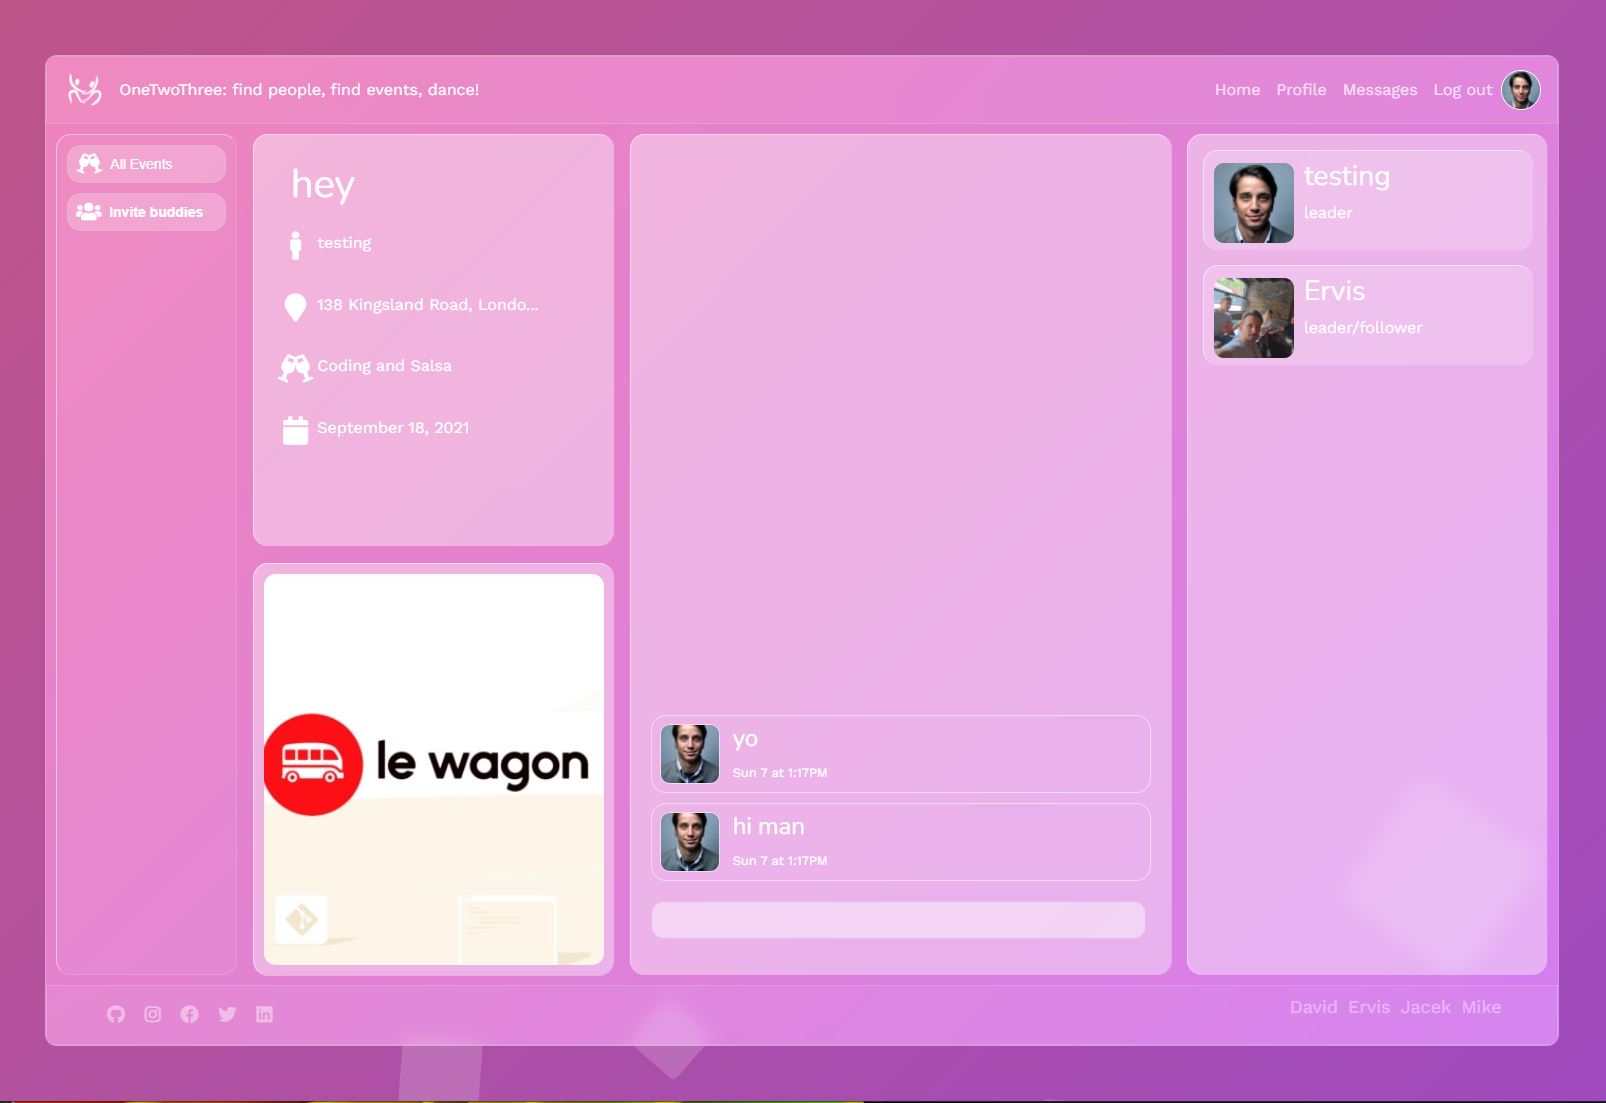 OneTwoThree: find people, find events, dance!
Home Profile Messages Log out
All Events
Invite buddies
hey
testing
138 Kingsland Road, Londo...
Coding and Salsa
September 18, 2021
le wagon
yo
Sun 7 at 1:17PM
hi man
Sun 7 at 1:17PM
testing
leader
Ervis
leader/follower
David Ervis Jacek Mike